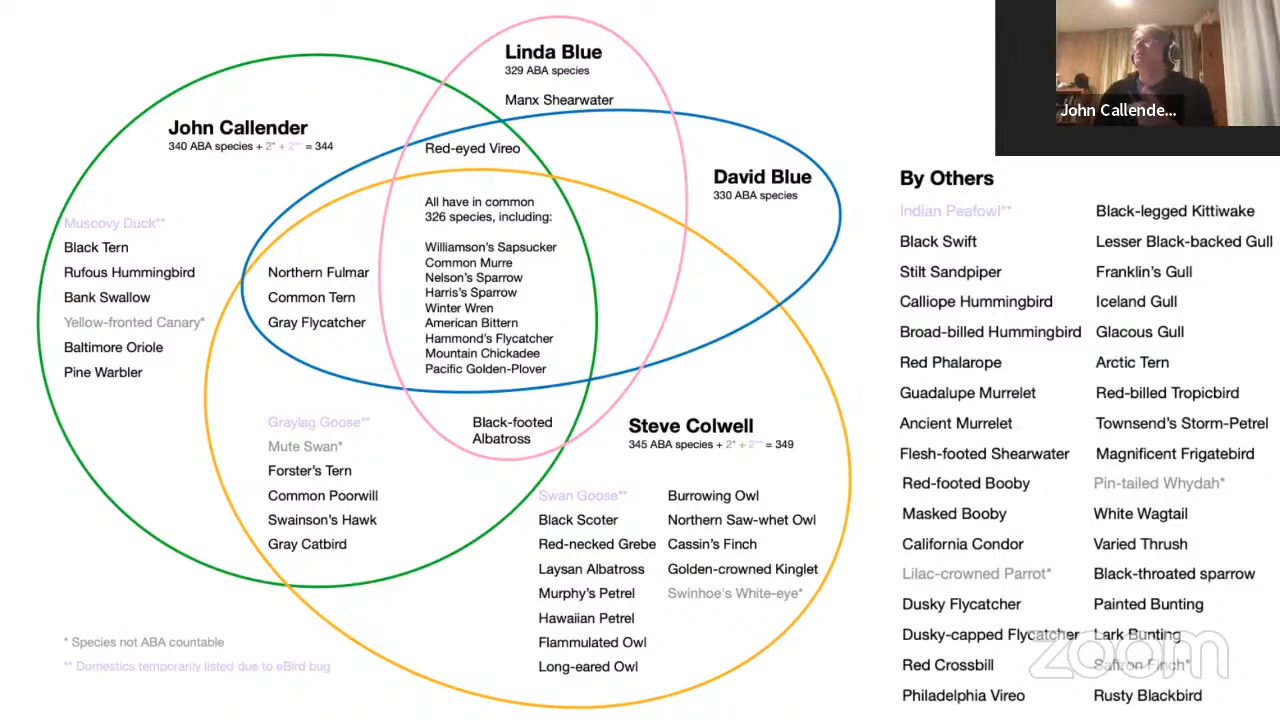 Linda Blue
329 ABA species
Manx Shearwater
John Callender
340 ABA species + 2* + 2** = 344
Red-eyed Vireo
David Blue
330 ABA species
Muscovy Duck**
Black Tern
Rufous Hummingbird
Bank Swallow
Yellow-fronted Canary*
Baltimore Oriole
Pine Warbler
Northern Fulmar
Common Tern
Gray Flycatcher
All have in common
326 species, including:
Williamson's Sapsucker
Common Murre
Nelson's Sparrow
Harris's Sparrow
Winter Wren
American Bittern
Hammond's Flycatcher
Mountain Chickadee
Pacific Golden-Plover
Graylag Goose**
Mute Swan*
Forster's Tern
Common Poorwill
Swainson's Hawk
Gray Catbird
Black-footed
Albatross
Steve Colwell
345 ABA species + 2* + 2** = 349
Swan Goose**
Black Scoter
Red-necked Grebe
Laysan Albatross
Murphy's Petrel
Hawaiian Petrel
Flammulated Owl
Long-eared Owl
Burrowing Owl
Northern Saw-whet Owl
Cassin's Finch
Golden-crowned Kinglet
Swinhoe's White-eye*
* Species not ABA countable
** Domestics temporarily listed due to eBird bug
John Callende...
By Others
Indian Peafowl**
Black Swift
Stilt Sandpiper
Calliope Hummingbird
Broad-billed Hummingbird
Red Phalarope
Guadalupe Murrelet
Ancient Murrelet
Flesh-footed Shearwater
Red-footed Booby
Masked Booby
California Condor
Lilac-crowned Parrot*
Dusky Flycatcher
Dusky-capped Flycatcher
Red Crossbill
Philadelphia Vireo
Black-legged Kittiwake
Lesser Black-backed Gull
Franklin's Gull
Iceland Gull
Glacous Gull
Arctic Tern
Red-billed Tropicbird
Townsend's Storm-Petrel
Magnificent Frigatebird
Pin-tailed Whydah*
White Wagtail
Varied Thrush
Black-throated sparrow
Painted Bunting
Lark Bunting
Saffron Finch*
Rusty Blackbird
zoom